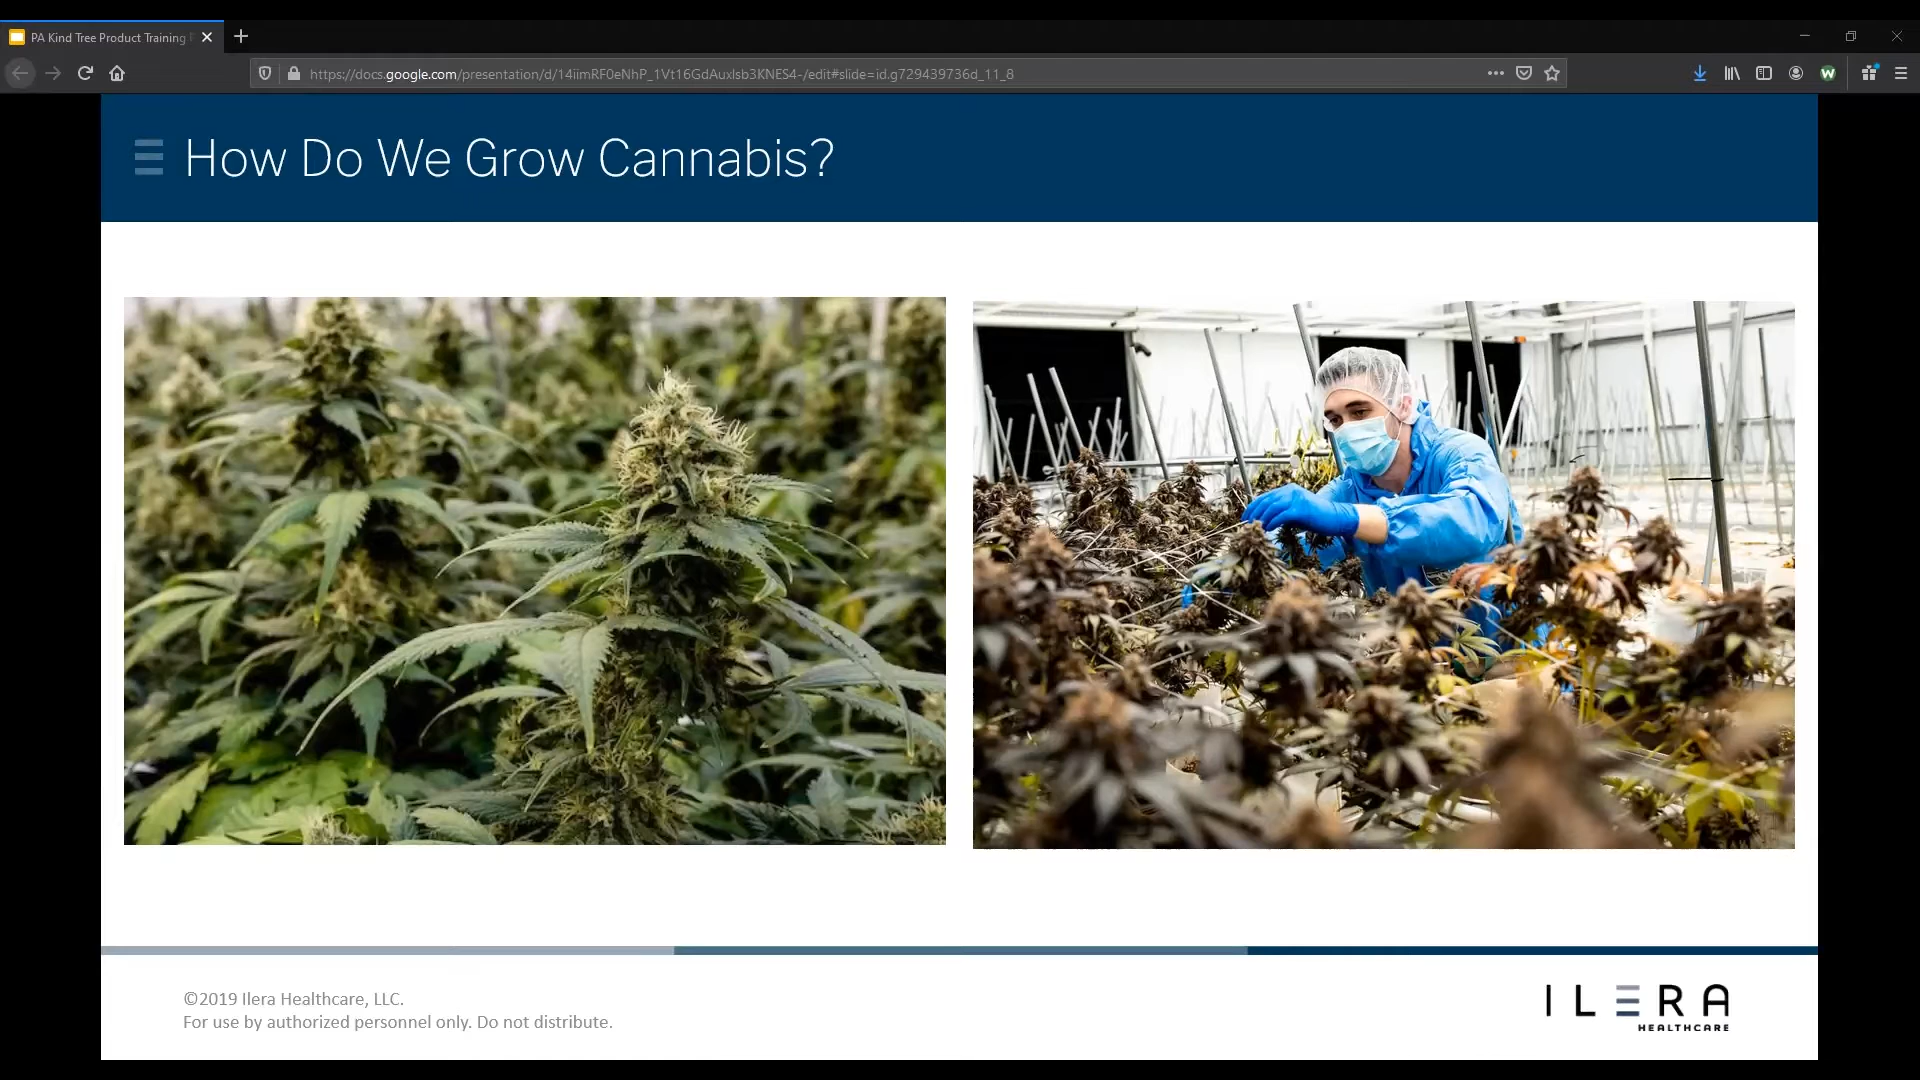 PA Kind Tree Product Training
https://docs.google.com/presentation/d/14iimRF0eNhP_1Vt16GdAuxlsb3KNES4-/edit#slide=id.g729439736d_11_8
W
How Do We Grow Cannabis?
©2019 Ilera Healthcare, LLC.
For use by authorized personnel only. Do not distribute.
ILERA
HEALTHCARE